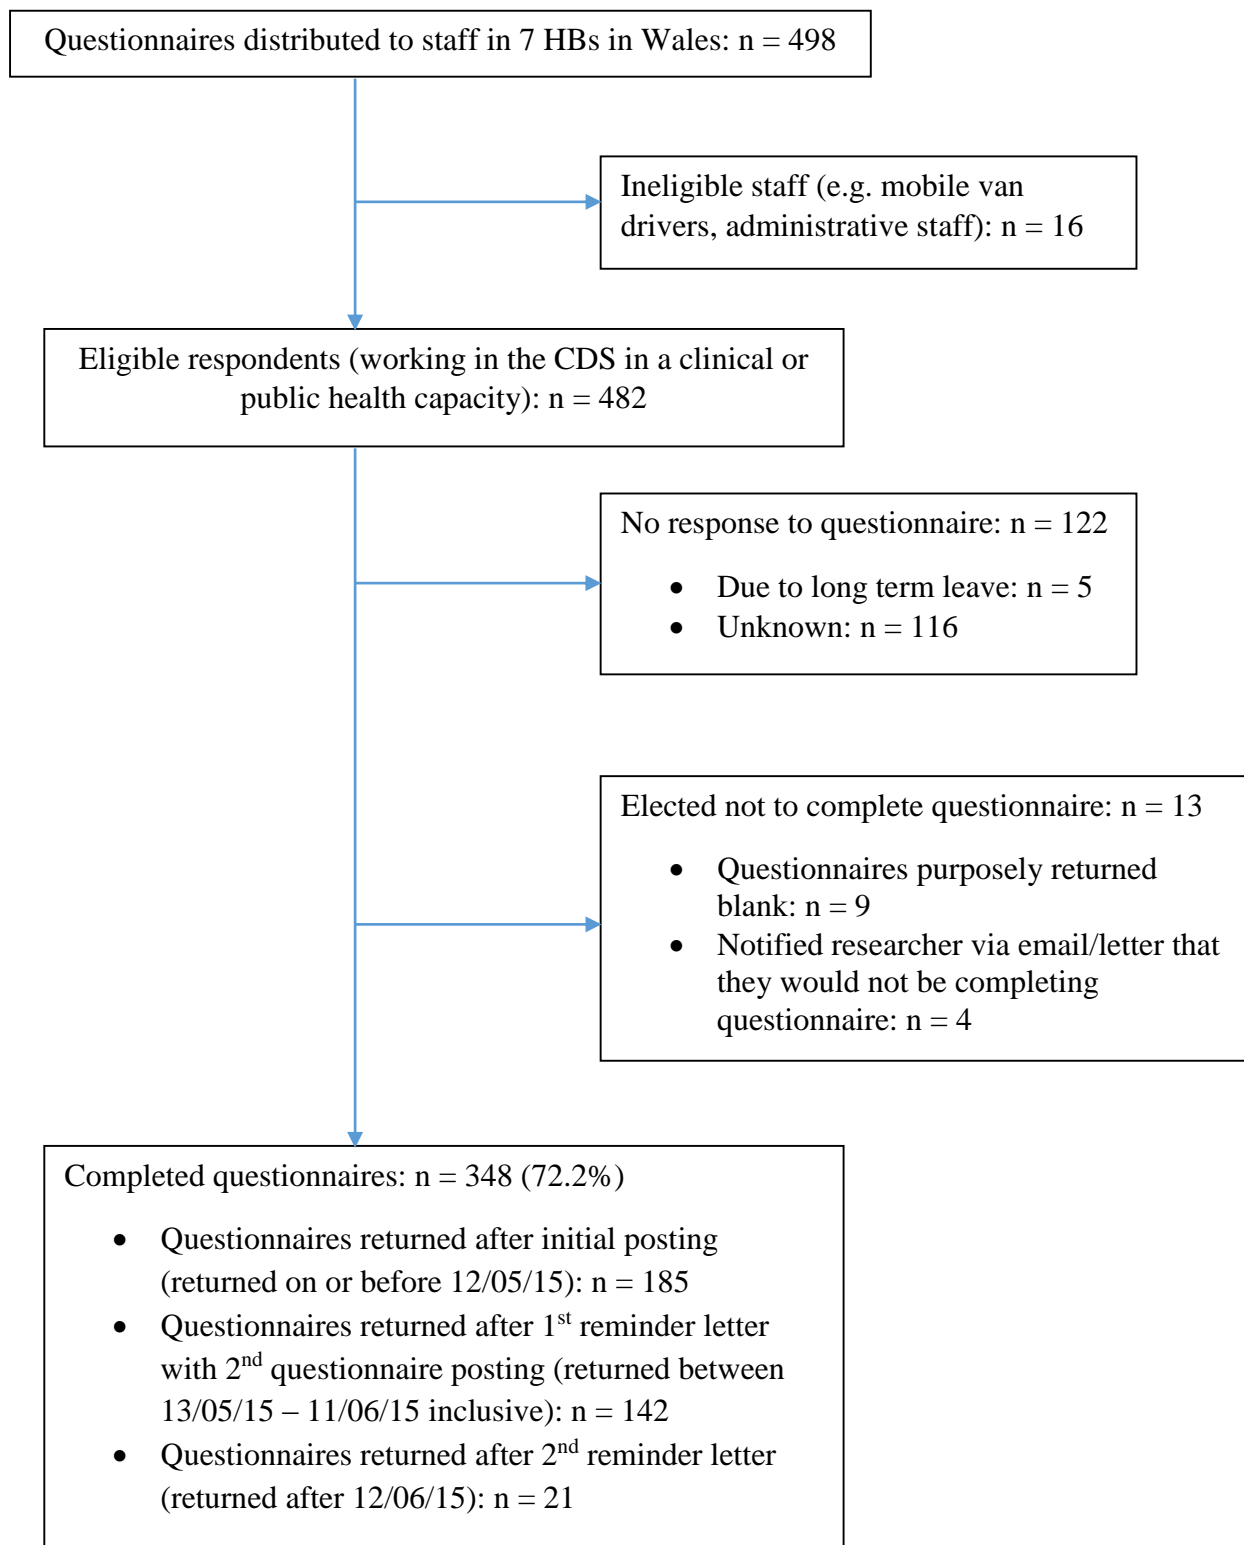 Questionnaires distributed to staff in 7 HBs in Wales: n = 498
Ineligible staff (e.g. mobile van
drivers, administrative staff): n = 16
Eligible respondents (working in the CDS in a clinical or
public health capacity): n = 482
No response to questionnaire: n = 122
• Due to long term leave: n = 5
• Unknown: n = 116
Elected not to complete questionnaire: n = 13
• Questionnaires purposely returned
blank: n = 9
• Notified researcher via email/letter that
they would not be completing
questionnaire: n = 4
Completed questionnaires: n = 348 (72.2%)
• Questionnaires returned after initial posting
(returned on or before 12/05/15): n = 185
• Questionnaires returned after 1st reminder letter
with 2nd questionnaire posting (returned between
13/05/15 – 11/06/15 inclusive): n = 142
• Questionnaires returned after 2nd reminder letter
(returned after 12/06/15): n = 21